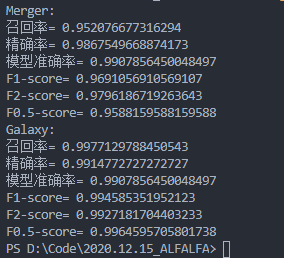 Merger:
召回率= 0.952076677316294
精确率= 0.9867549668874173
模型准确率= 0.9907856450048497
F1-score= 0.9691056910569107
F2-score= 0.9796186719263643
F0.5-score= 0.9588159588159588
Galaxy:
召回率= 0.9977129788450543
精确率= 0.9914772727272727
模型准确率= 0.9907856450048497
F1-score= 0.994585351952123
F2-score= 0.9927181704403233
F0.5-score= 0.9964595705801738
PS D:\Code\2020.12.15_ALFALFA>